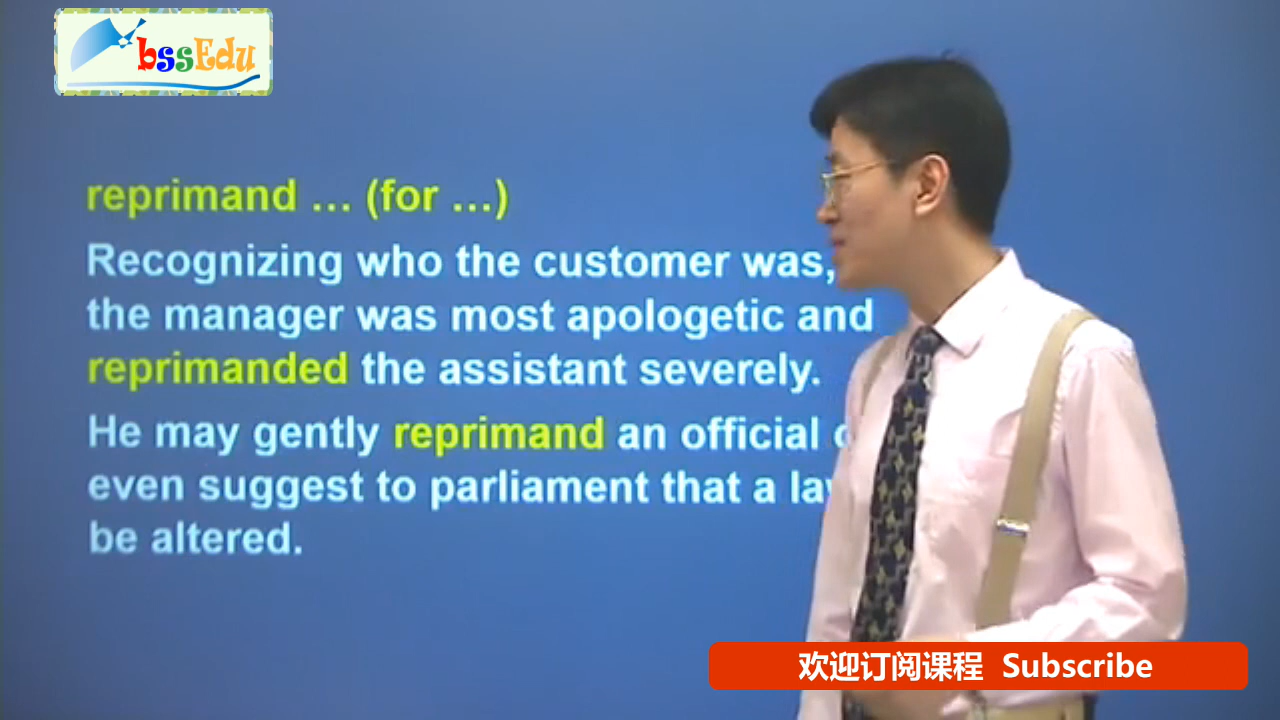 bssEdu
reprimand … (for …)
Recognizing who the customer was,
the manager was most apologetic and
reprimanded the assistant severely.
He may gently reprimand an official
even suggest to parliament that a
be altered.
欢迎订阅课程 Subscribe